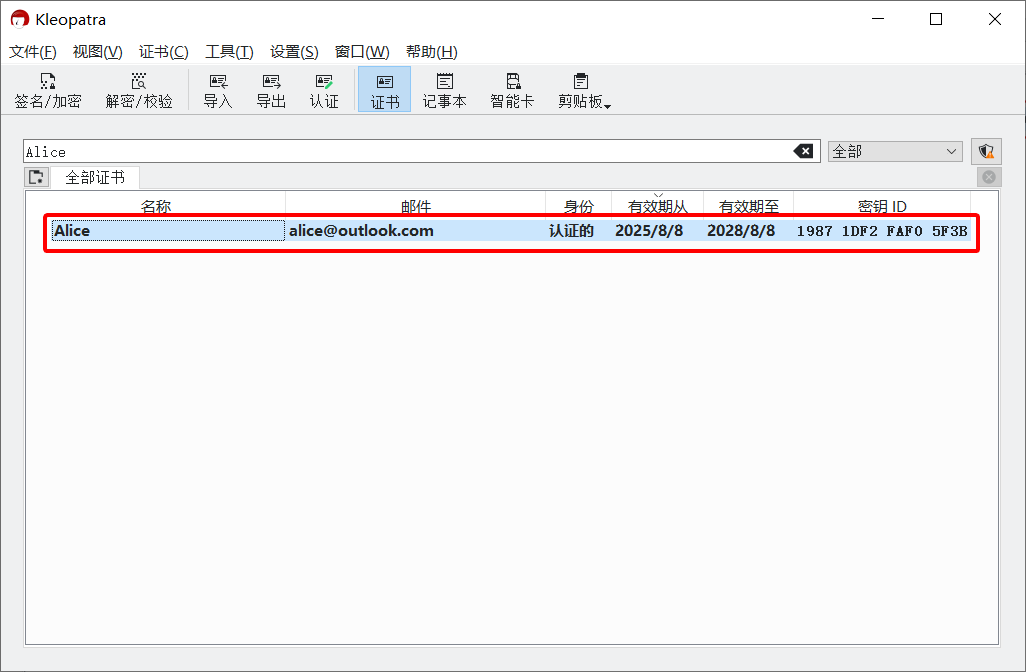 Kleopatra
文件(F) 视图(V) 证书(C) 工具(T) 设置(S) 窗口(W) 帮助(H)
签名/加密 解密/校验 导入 导出 认证 证书 记事本 智能卡 剪贴板
Alice 全部
全部证书
名称 邮件 身份 有效期从 有效期至 密钥 ID
Alice alice@outlook.com 认证的 2025/8/8 2028/8/8 1987 1DF2 FAF0 5F3B